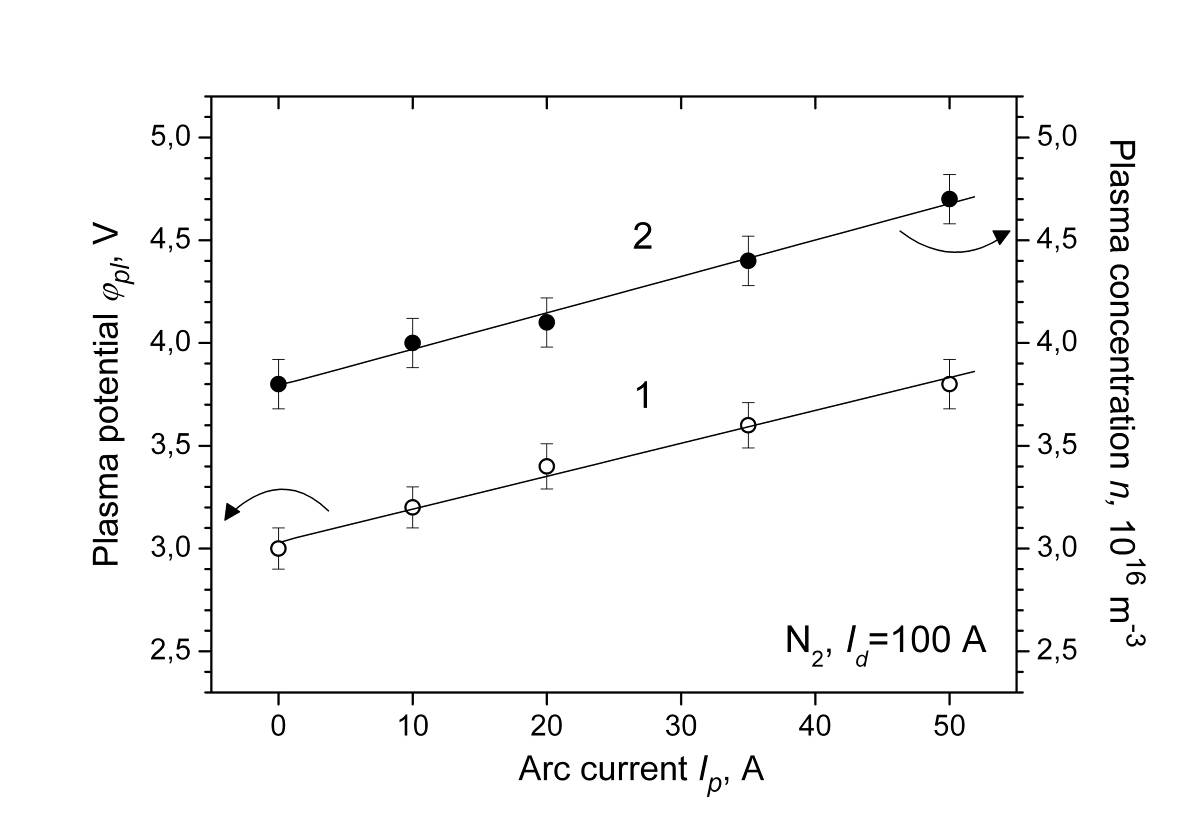 5,0
4,5
4,0
3,5
3,0
2,5
Plasma potential φpl, V
2
1
N2, Id=100 A
5,0
4,5
4,0
3,5
3,0
2,5
Plasma concentration n, 10^16 m^-3
0 10 20 30 40 50
Arc current Ip, A